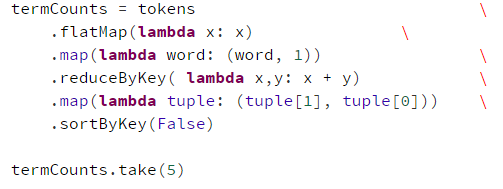 termCounts = tokens \
    .flatMap(lambda x: x) \
    .map(lambda word: (word, 1)) \
    .reduceByKey( lambda x,y: x + y) \
    .map(lambda tuple: (tuple[1], tuple[0])) \
    .sortByKey(False)

termCounts.take(5)